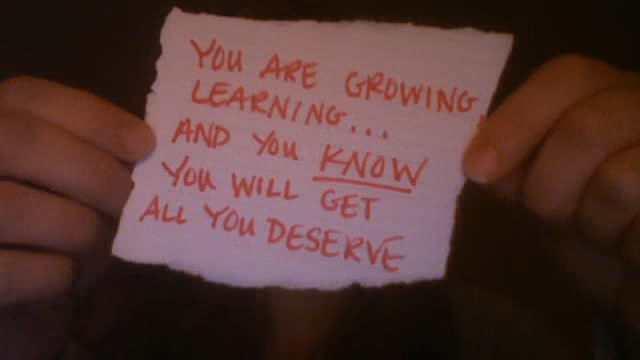 YOU ARE GROWING,
LEARNING...
AND YOU KNOW
YOU WILL GET
ALL YOU DESERVE